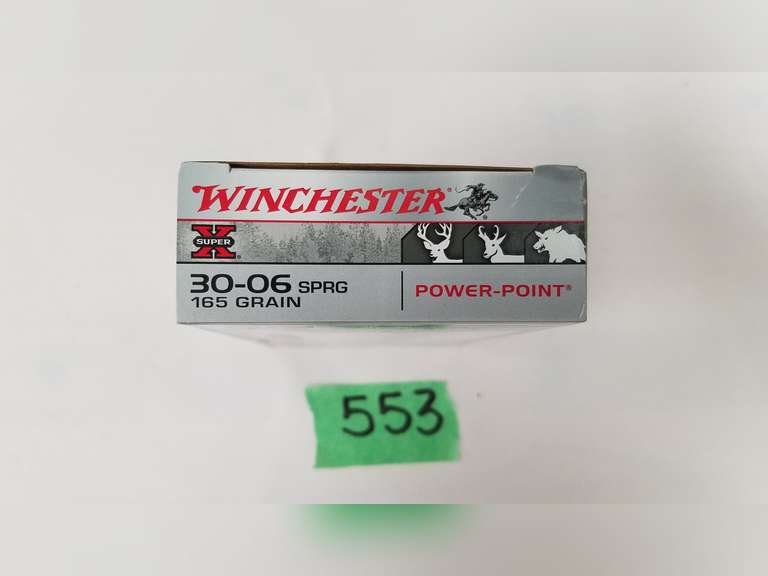 WINCHESTER
SUPER X
30-06 SPRG
165 GRAIN
POWER-POINT®
553